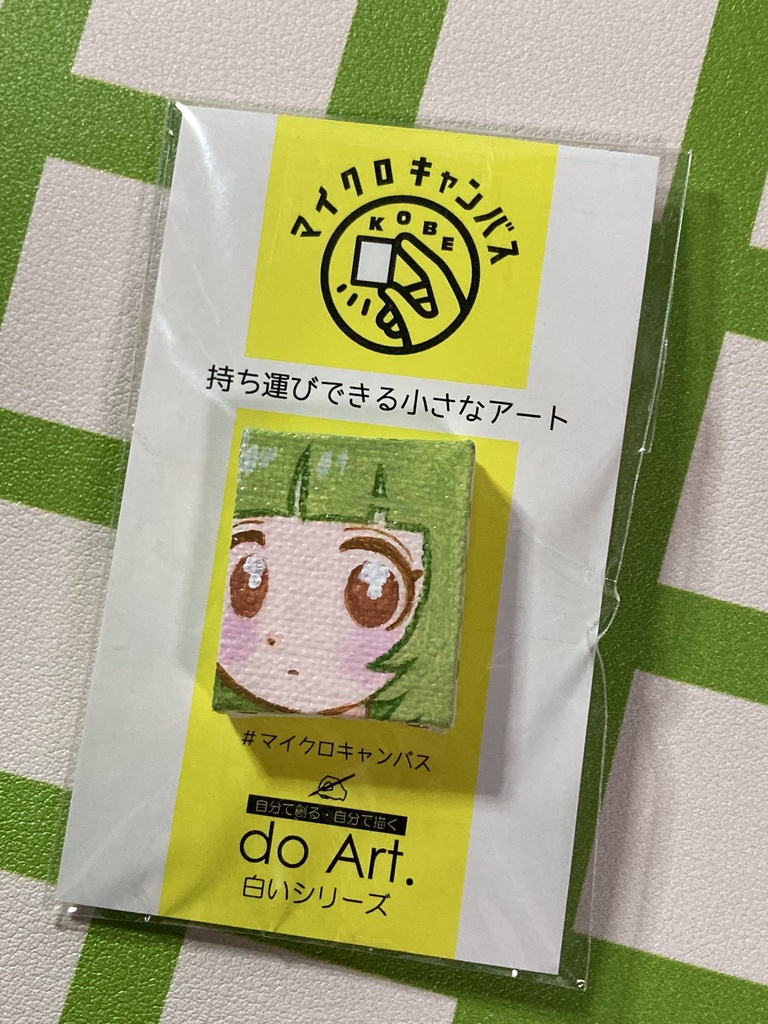 マイクロキャンバス
KOBE
持ち運びできる小さなアート
#マイクロキャンバス
自分で創る・自分で描く
do Art.
白いシリーズ